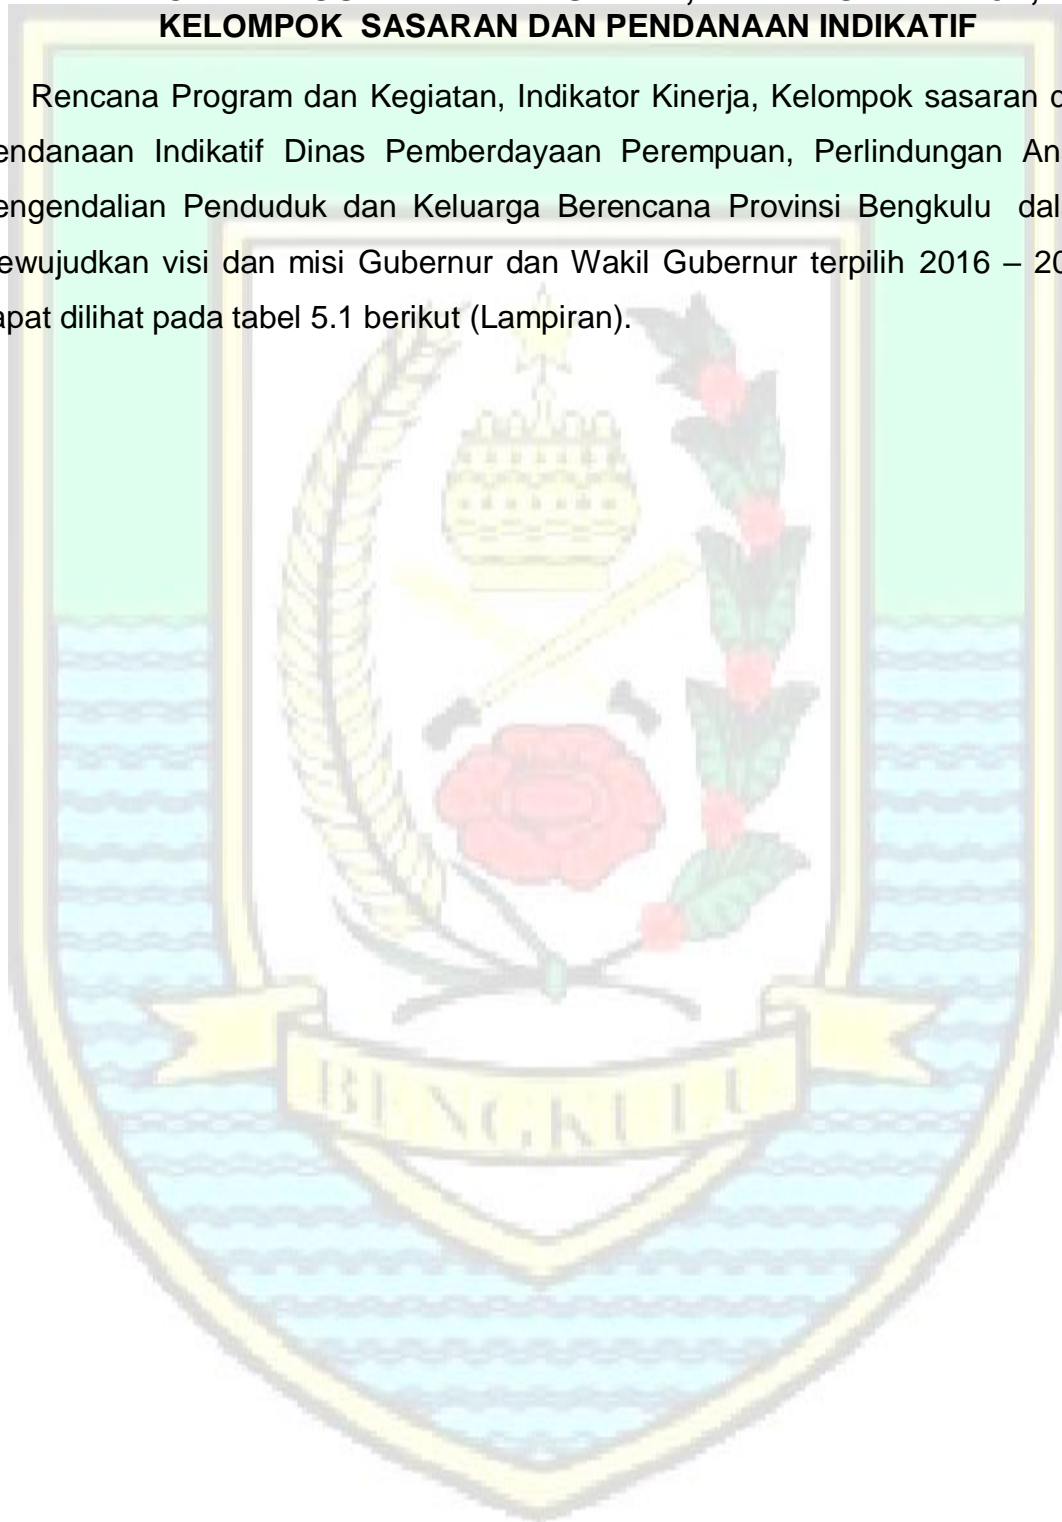 KELOMPOK SASARAN DAN PENDANAAN INDIKATIF
Rencana Program dan Kegiatan, Indikator Kinerja, Kelompok sasaran
endanaan Indikatif Dinas Pemberdayaan Perempuan, Perlindungan An
engendalian Penduduk dan Keluarga Berencana Provinsi Bengkulu dal
ewujudkan visi dan misi Gubernur dan Wakil Gubernur terpilih 2016 – 20
apat dilihat pada tabel 5.1 berikut (Lampiran).
BENGKULU